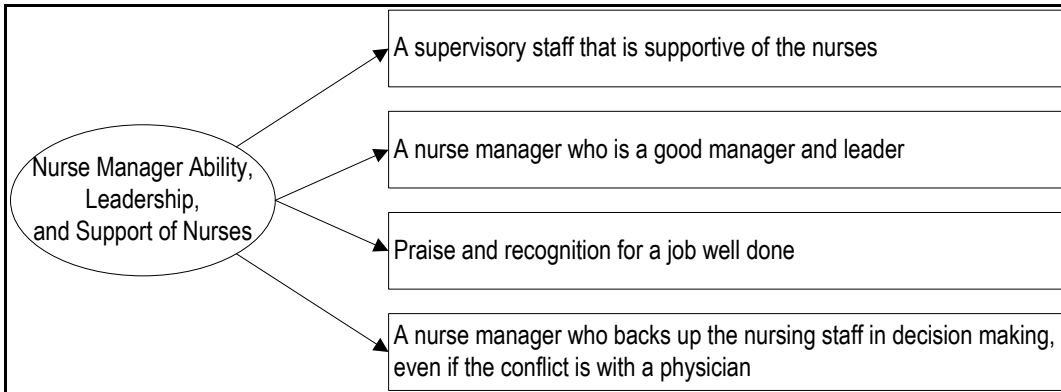 Nurse Manager Ability,
Leadership,
and Support of Nurses
A supervisory staff that is supportive of the nurses
A nurse manager who is a good manager and leader
Praise and recognition for a job well done
A nurse manager who backs up the nursing staff in decision making,
even if the conflict is with a physician